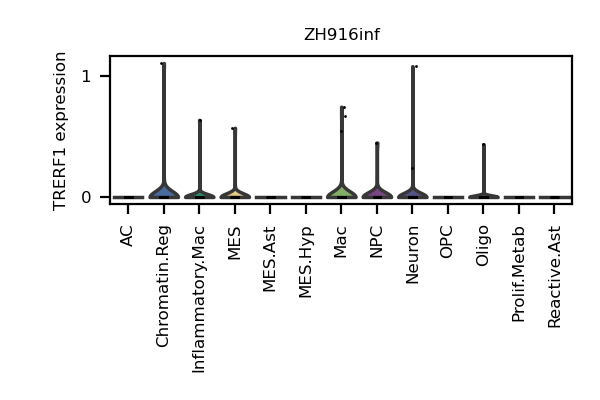 ZH916inf
TRERF1 expression
1
0
AC
Chromatin.Reg
Inflammatory.Mac
MES
MES.Ast
MES.Hyp
Mac
NPC
Neuron
OPC
Oligo
Prolif.Metab
Reactive.Ast